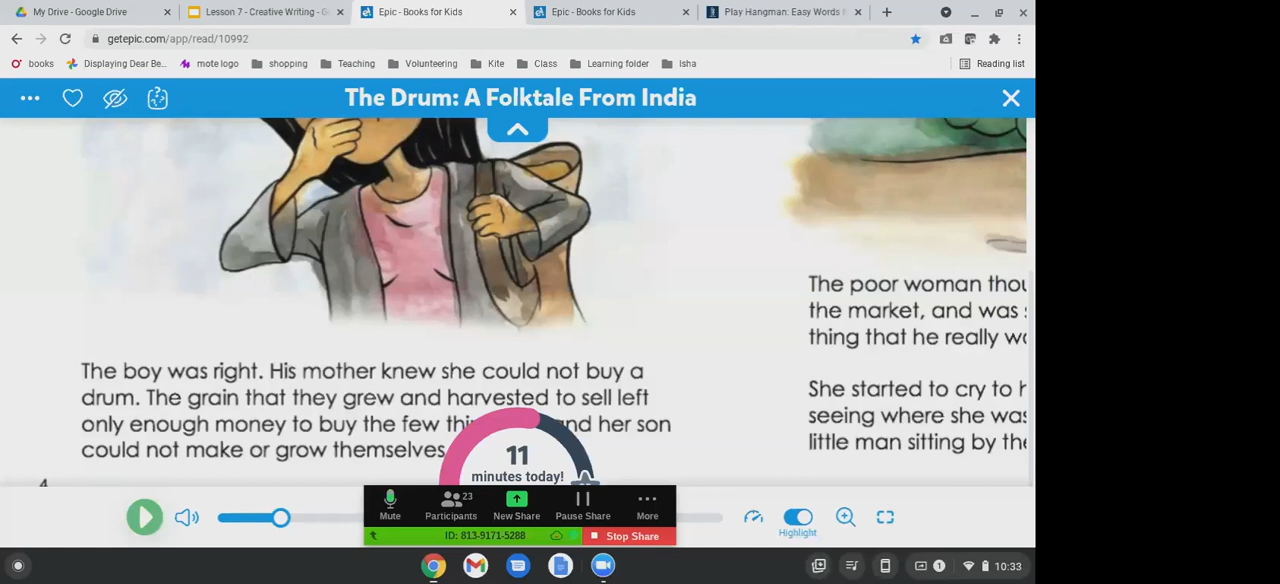 My Drive - Google Drive
Lesson 7 - Creative Writing - G
Epic - Books for Kids
Epic - Books for Kids
Play Hangman: Easy Words
getepic.com/app/read/10992
books
Displaying Dear Be...
mote logo
shopping
Teaching
Volunteering
Kite
Class
Learning folder
Isha
Reading list
The Drum: A Folktale From India
The boy was right. His mother knew she could not buy a
drum. The grain that they grew and harvested to sell left
only enough money to buy the few and her son
could not make or grow themselves
The poor woman
the market, and was
thing that he really
She started to cry to
seeing where she was
little man sitting by
4
11
minutes today!
Mute
Participants 23
New Share
Pause Share
More
ID: 813-9171-5288
Stop Share
Highlight
1
10:33